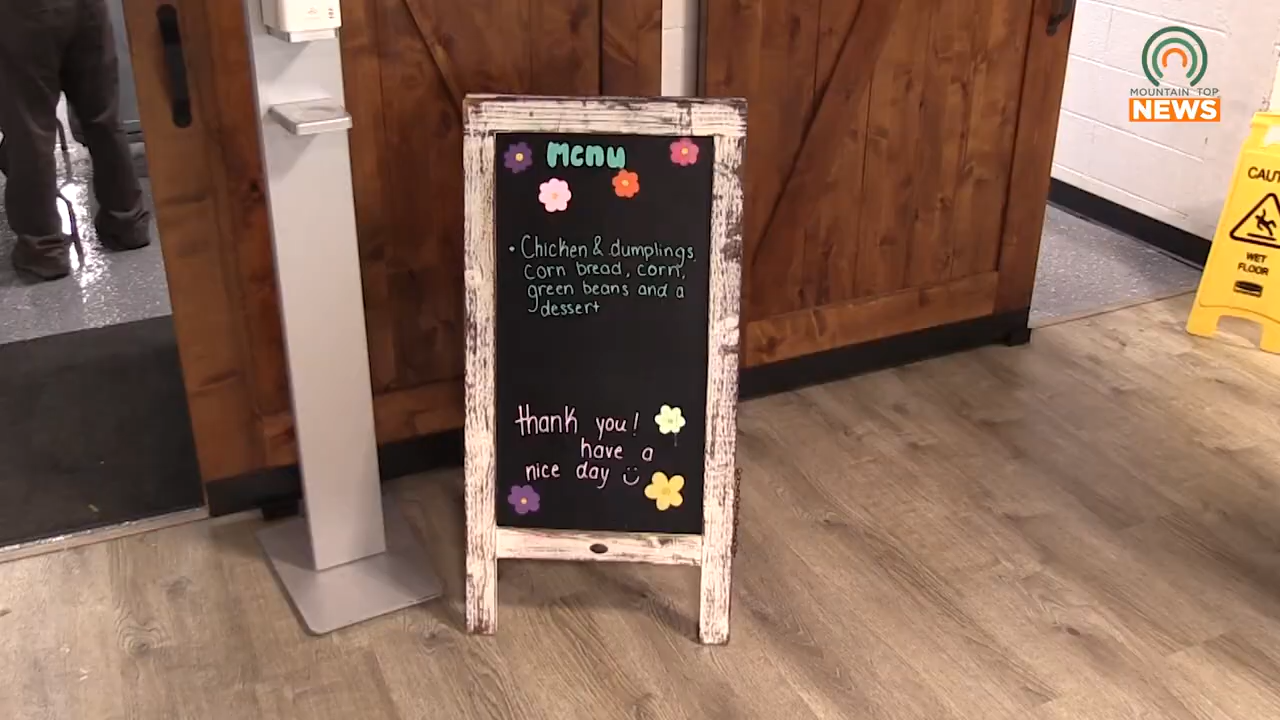 MOUNTAIN TOP
NEWS
Menu
• Chicken & dumplings,
corn bread, corn,
green beans and a
dessert
thank you!
have a
nice day
CAUT
WET
FLOOR